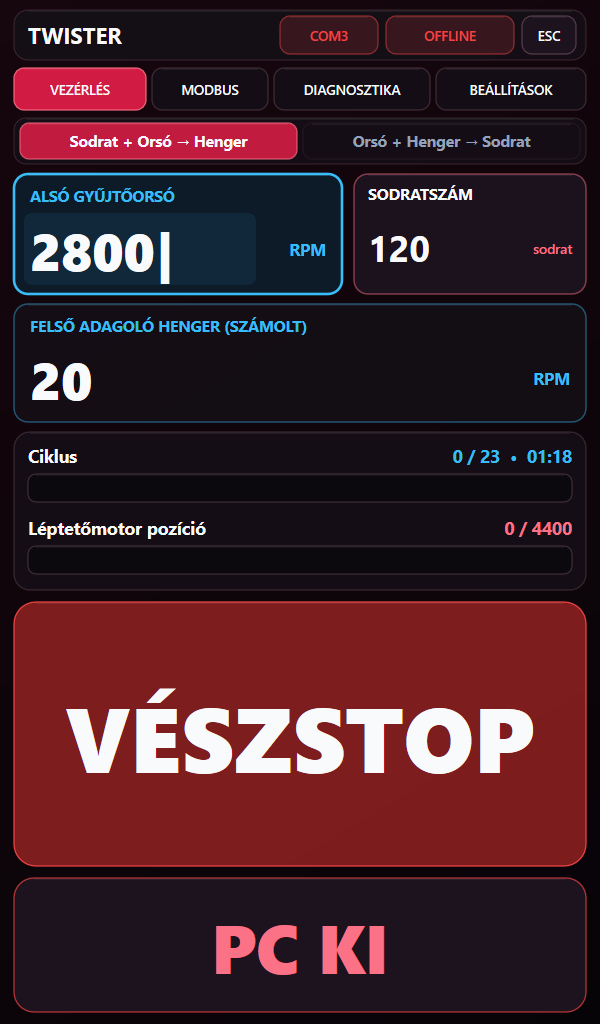 TWISTER COM3 OFFLINE ESC
VEZÉRLÉS MODBUS DIAGNOSZTIKA BEÁLLÍTÁSOK
Sodrat + Orsó → Henger Orsó + Henger → Sodrat
ALSÓ GYŰJTŐORSÓ
2800| RPM
SODRATSZÁM
120 sodrat
FELSŐ ADAGOLÓ HENGER (SZÁMOLT)
20 RPM
Ciklus 0 / 23 • 01:18
Léptetőmotor pozíció 0 / 4400
VÉSZSTOP
PC KI